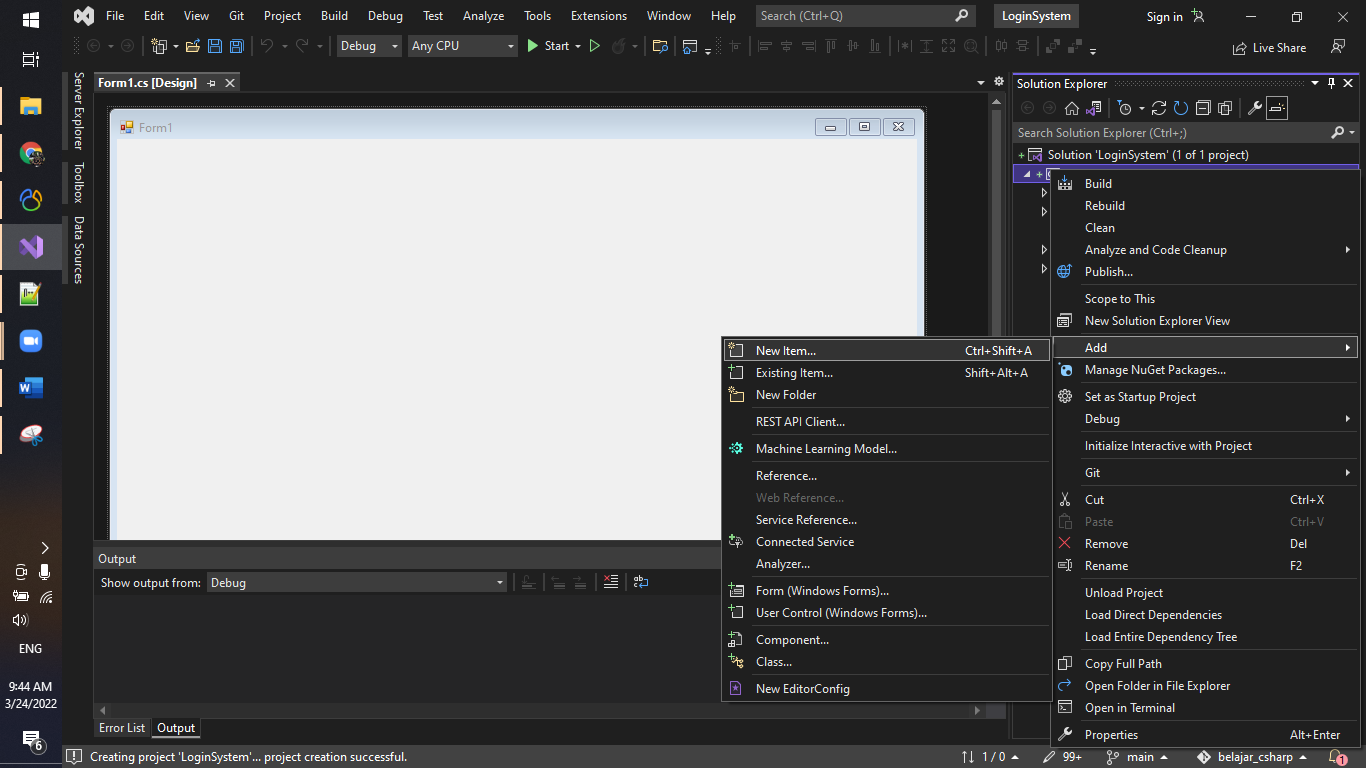 File Edit View Git Project Build Debug Test Analyze Tools Extensions Window Help Search (Ctrl+Q) LoginSystem Sign in
Debug Any CPU Start Live Share
Server Explorer
Toolbox
Data Sources
Form1.cs [Design]
Form1
Solution Explorer
Search Solution Explorer (Ctrl+;)
Solution 'LoginSystem' (1 of 1 project)
Build
Rebuild
Clean
Analyze and Code Cleanup
Publish...
Scope to This
New Solution Explorer View
Add
Manage NuGet Packages...
Set as Startup Project
Debug
Initialize Interactive with Project
Git
Cut Ctrl+X
Paste Ctrl+V
Remove Del
Rename F2
Unload Project
Load Direct Dependencies
Load Entire Dependency Tree
Copy Full Path
Open Folder in File Explorer
Open in Terminal
Properties Alt+Enter
New Item... Ctrl+Shift+A
Existing Item... Shift+Alt+A
New Folder
REST API Client...
Machine Learning Model...
Reference...
Web Reference...
Service Reference...
Connected Service
Analyzer...
Form (Windows Forms)...
User Control (Windows Forms)...
Component...
Class...
New EditorConfig
Output
Show output from: Debug
Error List Output
Creating project 'LoginSystem'... project creation successful. 1 / 0 99+ main belajar_csharp 1
ENG
9:44 AM
3/24/2022
6